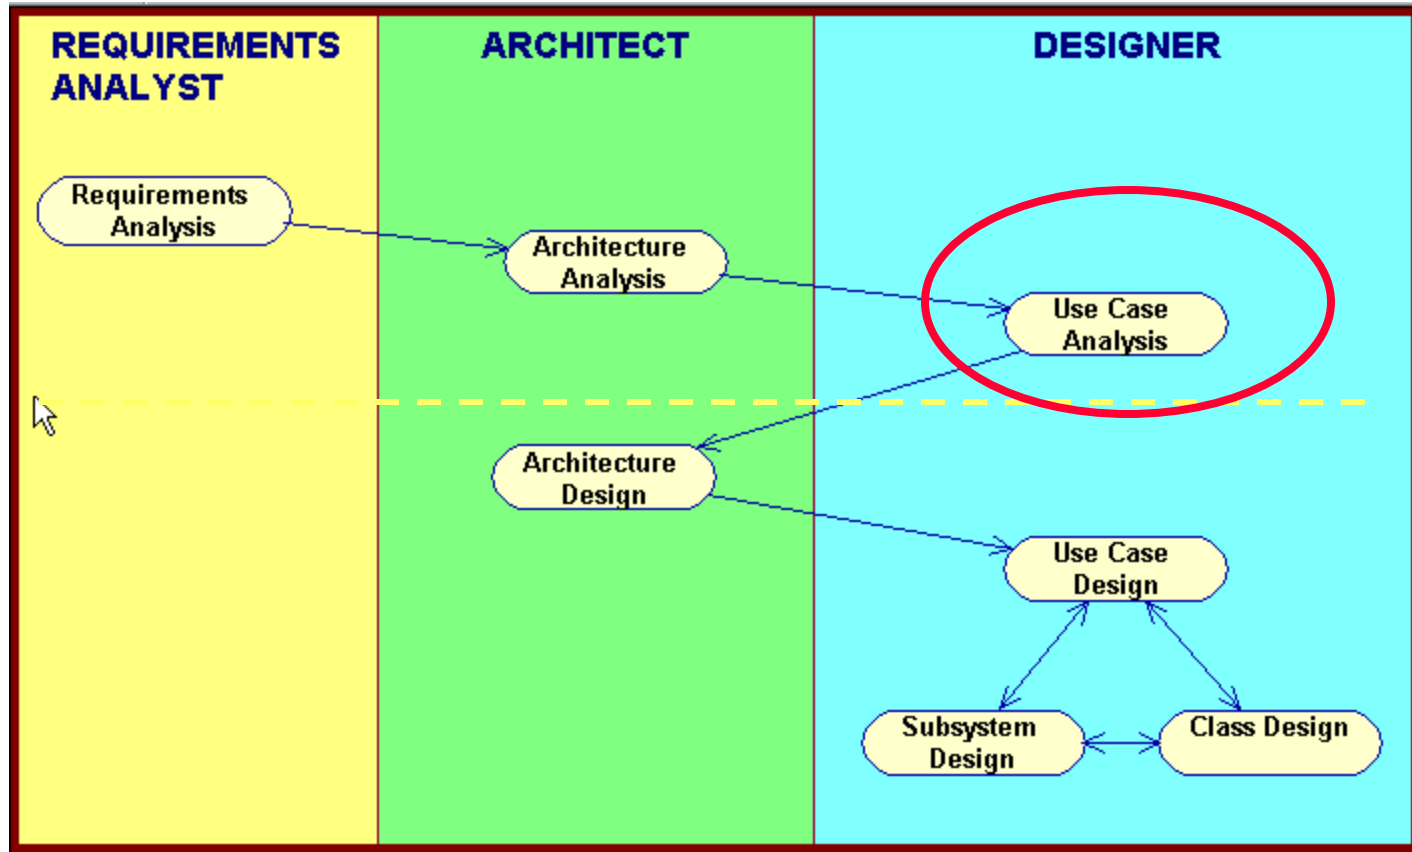 REQUIREMENTS
ANALYST
ARCHITECT
DESIGNER
Requirements
Analysis
Architecture
Analysis
Use Case
Analysis
Architecture
Design
Use Case
Design
Subsystem
Design
Class Design